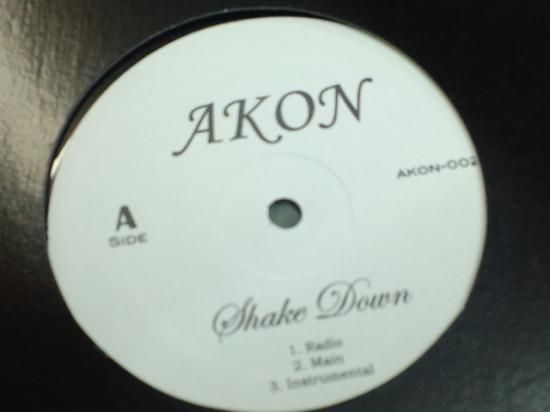 AKON
AKON-002
A
SIDE
Shake Down
1. Radio
2. Main
3. Instrumental